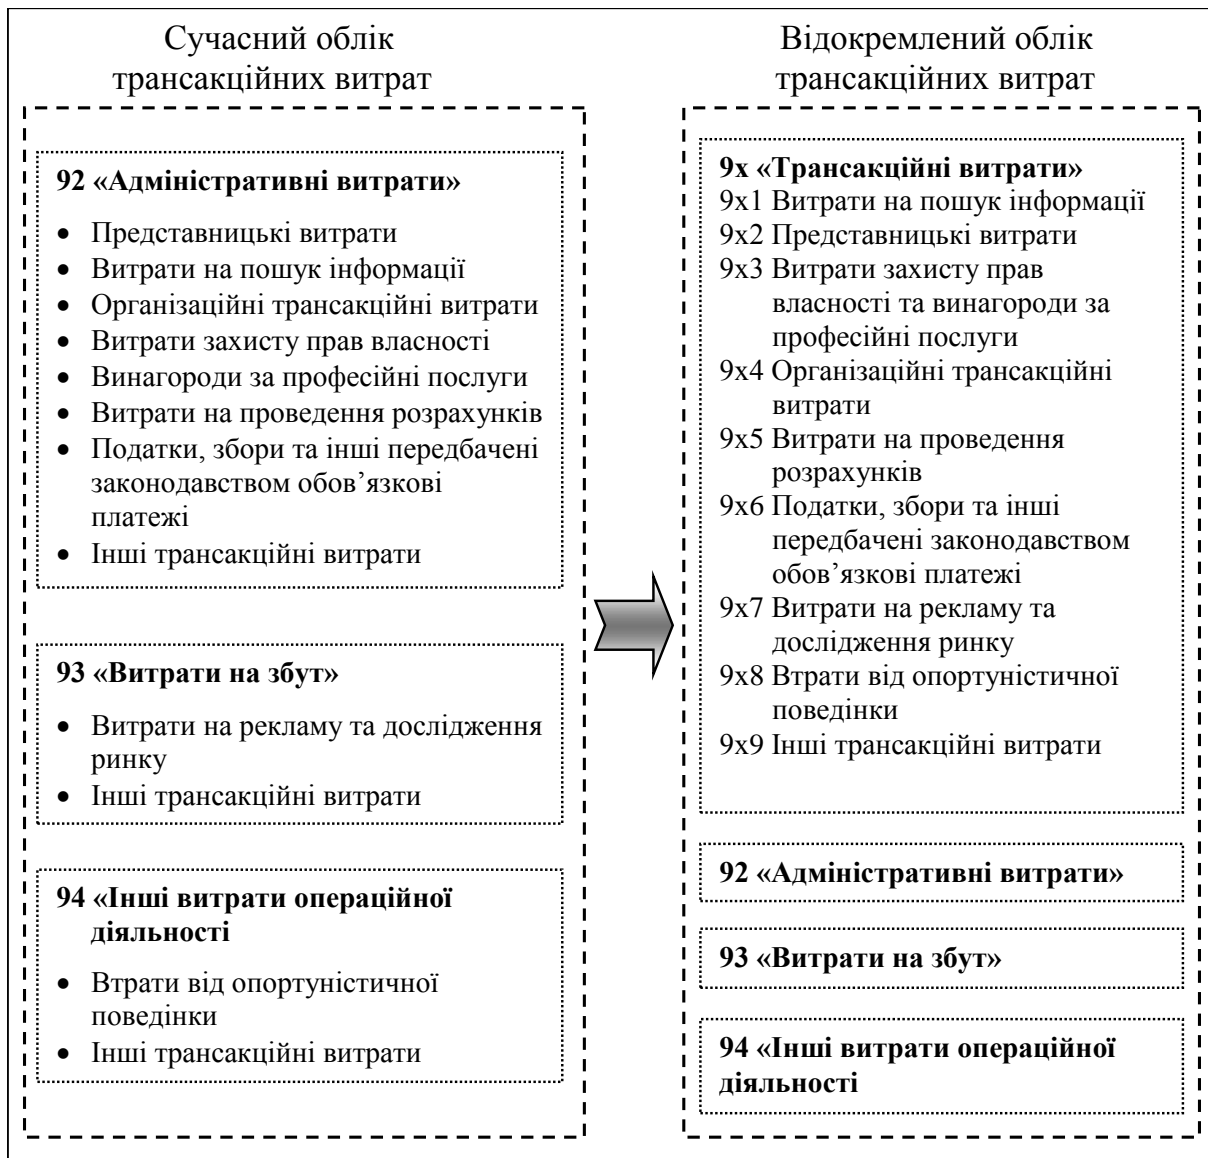 Сучасний облік
трансакційних витрат
92 «Адміністративні витрати»
• Представницькі витрати
• Витрати на пошук інформації
• Організаційні трансакційні витрати
• Витрати захисту прав власності
• Винагороди за професійні послуги
• Витрати на проведення розрахунків
• Податки, збори та інші передбачені
законодавством обов’язкові
платежі
• Інші трансакційні витрати
93 «Витрати на збут»
• Витрати на рекламу та дослідження
ринку
• Інші трансакційні витрати
94 «Інші витрати операційної
діяльності
• Втрати від опортуністичної
поведінки
• Інші трансакційні витрати
Відокремлений облік
трансакційних витрат
9х «Трансакційні витрати»
9х1 Витрати на пошук інформації
9х2 Представницькі витрати
9х3 Витрати захисту прав
власності та винагороди за
професійні послуги
9х4 Організаційні трансакційні
витрати
9х5 Витрати на проведення
розрахунків
9х6 Податки, збори та інші
передбачені законодавством
обов’язкові платежі
9х7 Витрати на рекламу та
дослідження ринку
9х8 Втрати від опортуністичної
поведінки
9х9 Інші трансакційні витрати
92 «Адміністративні витрати»
93 «Витрати на збут»
94 «Інші витрати операційної
діяльності